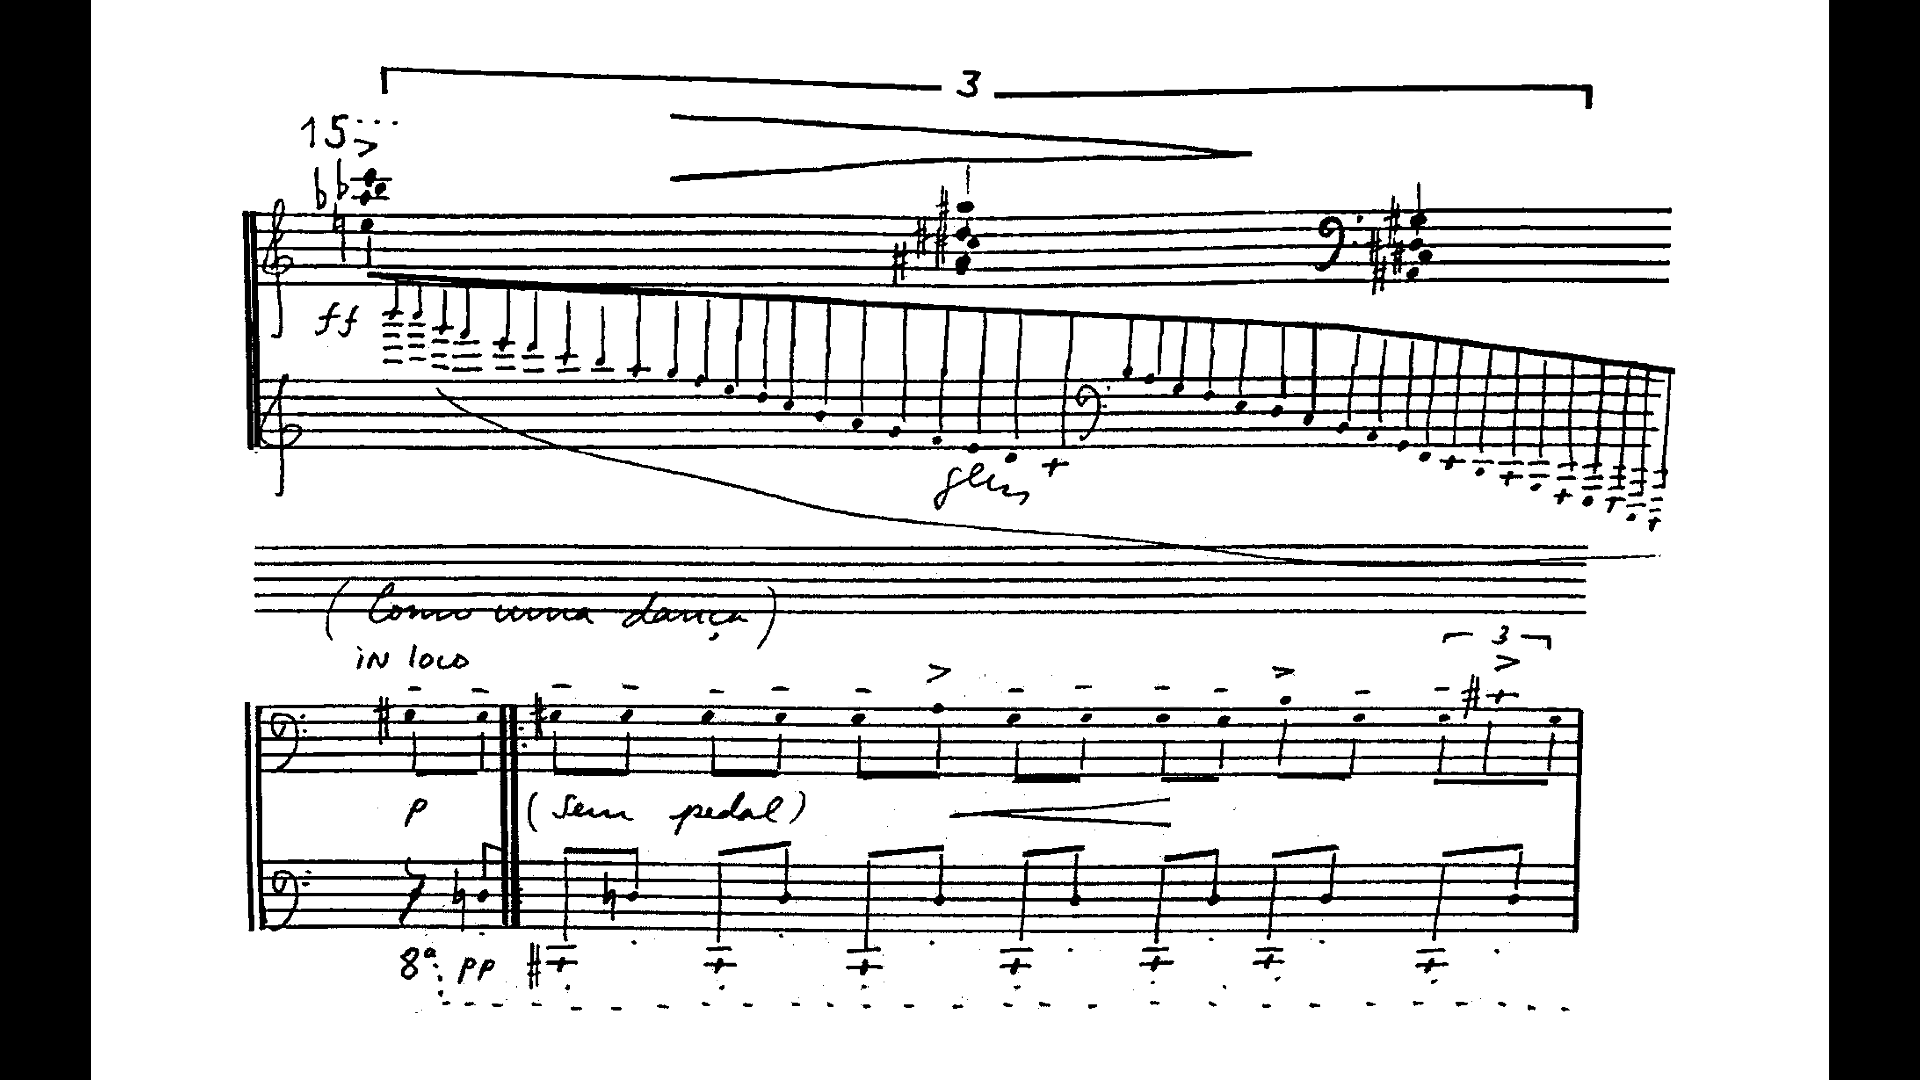 3
15
ff
gliss
(Como uma dança)
in loco
3
p (sem pedal)
8ª pp